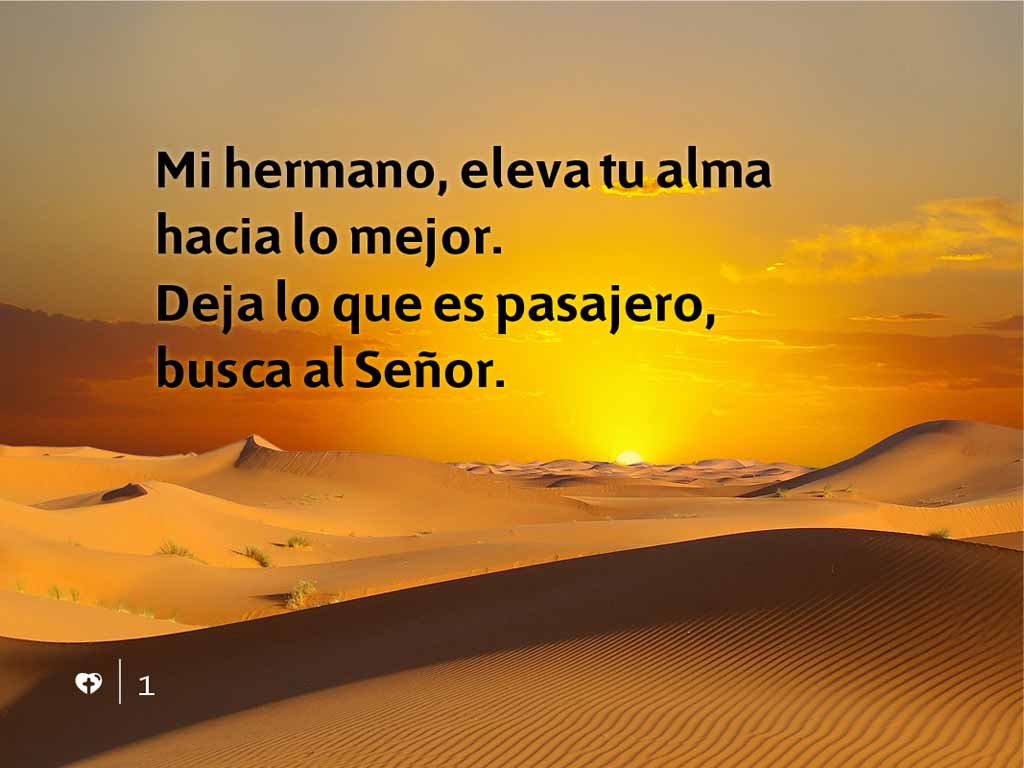 Mi hermano, eleva tu alma
hacia lo mejor.
Deja lo que es pasajero,
busca al Señor.
1